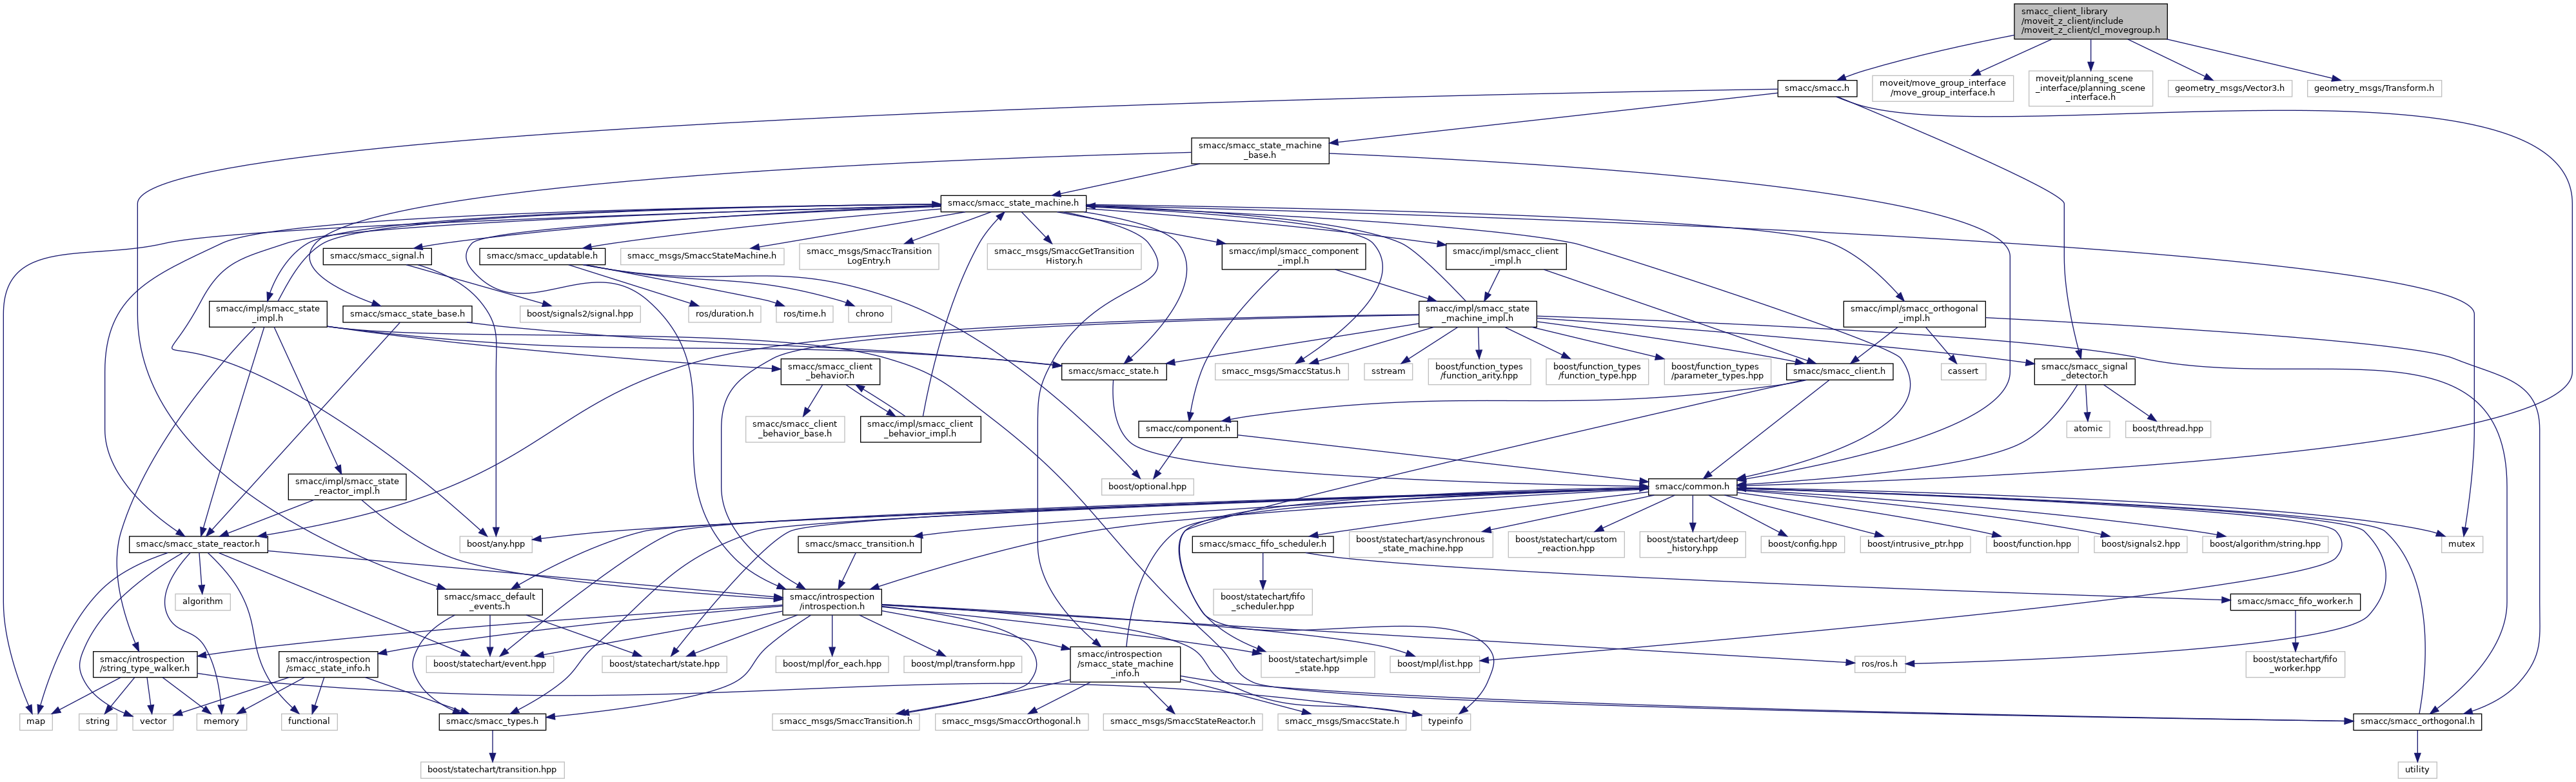 smacc_client_library
/moveit_z_client/include
/moveit_z_client/cl_movegroup.h
smacc/smacc.h
moveit/move_group_interface
/move_group_interface.h
moveit/planning_scene
_interface/planning_scene
_interface.h
geometry_msgs/Vector3.h
geometry_msgs/Transform.h
smacc/smacc_state_machine
_base.h
smacc/smacc_state_machine.h
smacc/smacc_signal.h
smacc/smacc_updatable.h
smacc_msgs/SmaccStateMachine.h
smacc_msgs/SmaccTransition
LogEntry.h
smacc_msgs/SmaccGetTransition
History.h
smacc/impl/smacc_component
_impl.h
smacc/impl/smacc_client
_impl.h
smacc/impl/smacc_state
_impl.h
smacc/smacc_state_base.h
boost/signals2/signal.hpp
ros/duration.h
ros/time.h
chrono
smacc/impl/smacc_state
_machine_impl.h
smacc/impl/smacc_orthogonal
_impl.h
smacc/smacc_client
_behavior.h
smacc/smacc_state.h
smacc_msgs/SmaccStatus.h
sstream
boost/function_types
/function_arity.hpp
boost/function_types
/function_type.hpp
boost/function_types
/parameter_types.hpp
smacc/smacc_client.h
cassert
smacc/smacc_signal
_detector.h
smacc/smacc_client
_behavior_base.h
smacc/impl/smacc_client
_behavior_impl.h
smacc/component.h
atomic
boost/thread.hpp
smacc/impl/smacc_state
_reactor_impl.h
boost/optional.hpp
smacc/common.h
smacc/smacc_state_reactor.h
boost/any.hpp
smacc/smacc_transition.h
smacc/smacc_fifo_scheduler.h
boost/statechart/asynchronous
_state_machine.hpp
boost/statechart/custom
_reaction.hpp
boost/statechart/deep
_history.hpp
boost/config.hpp
boost/intrusive_ptr.hpp
boost/function.hpp
boost/signals2.hpp
boost/algorithm/string.hpp
mutex
algorithm
smacc/smacc_default
_events.h
smacc/introspection
/introspection.h
boost/statechart/fifo
_scheduler.hpp
smacc/smacc_fifo_worker.h
smacc/introspection
/string_type_walker.h
smacc/introspection
/smacc_state_info.h
boost/statechart/event.hpp
boost/statechart/state.hpp
boost/mpl/for_each.hpp
boost/mpl/transform.hpp
smacc/introspection
/smacc_state_machine
_info.h
boost/statechart/simple
_state.hpp
boost/mpl/list.hpp
ros/ros.h
boost/statechart/fifo
_worker.hpp
map
string
vector
memory
functional
smacc/smacc_types.h
smacc_msgs/SmaccTransition.h
smacc_msgs/SmaccOrthogonal.h
smacc_msgs/SmaccStateReactor.h
smacc_msgs/SmaccState.h
typeinfo
smacc/smacc_orthogonal.h
boost/statechart/transition.hpp
utility